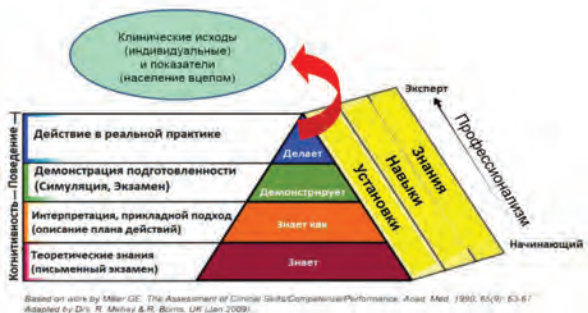 Клинические исходы
(индивидуальные)
и показатели
(население вцелом)
Эксперт
Профессионализм
Начинающий
Когнитивность — Поведение
Действие в реальной практике
Делает
Демонстрация подготовленности
(Симуляция, Экзамен)
Демонстрирует
Интерпретация, прикладной подход
(описание плана действий)
Знает как
Теоретические знания
(письменный экзамен)
Знает
Установки
Навыки
Знания
Based on work by Miller GE, The Assessment of Clinical Skills/Competence/Performance, Acad. Med. 1990; 65(9): 63-67
Adapted by Drs. R. Mehay & R. Burns, UK (Jan 2009)